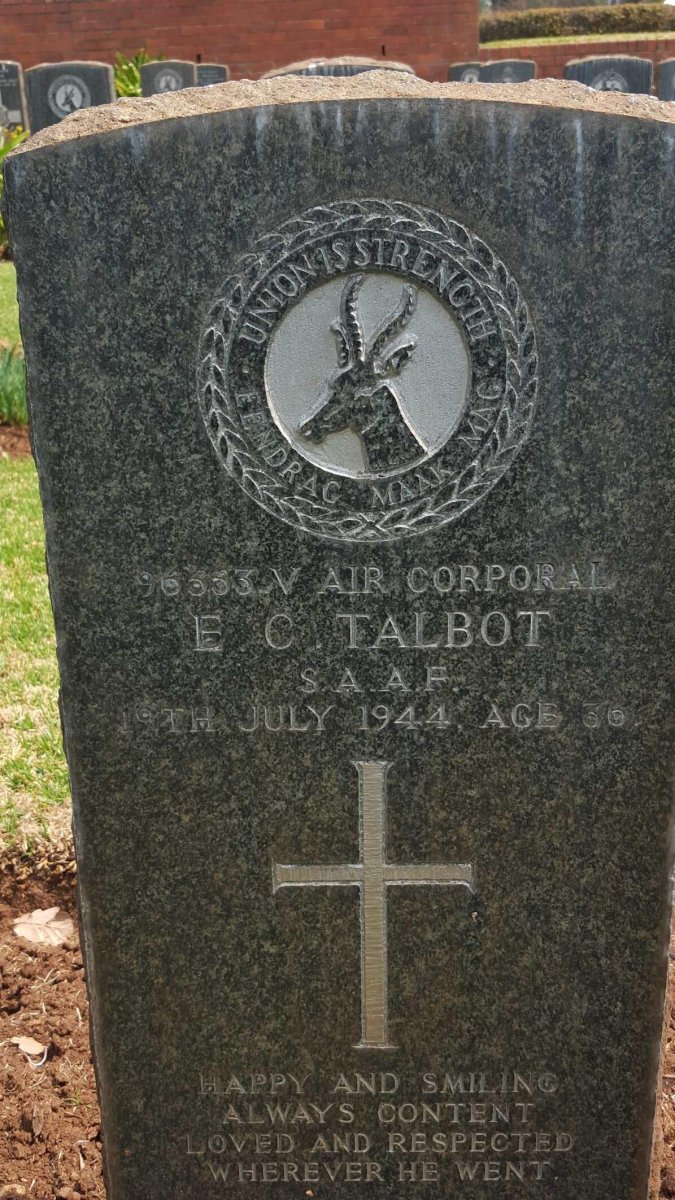 UNION IS STRENGTH
EENDRAG MAAK MAG
96333 V AIR CORPORAL
E. C. TALBOT
S.A.A.F.
19TH JULY 1944. AGE 36
HAPPY AND SMILING
ALWAYS CONTENT
LOVED AND RESPECTED
WHEREVER HE WENT